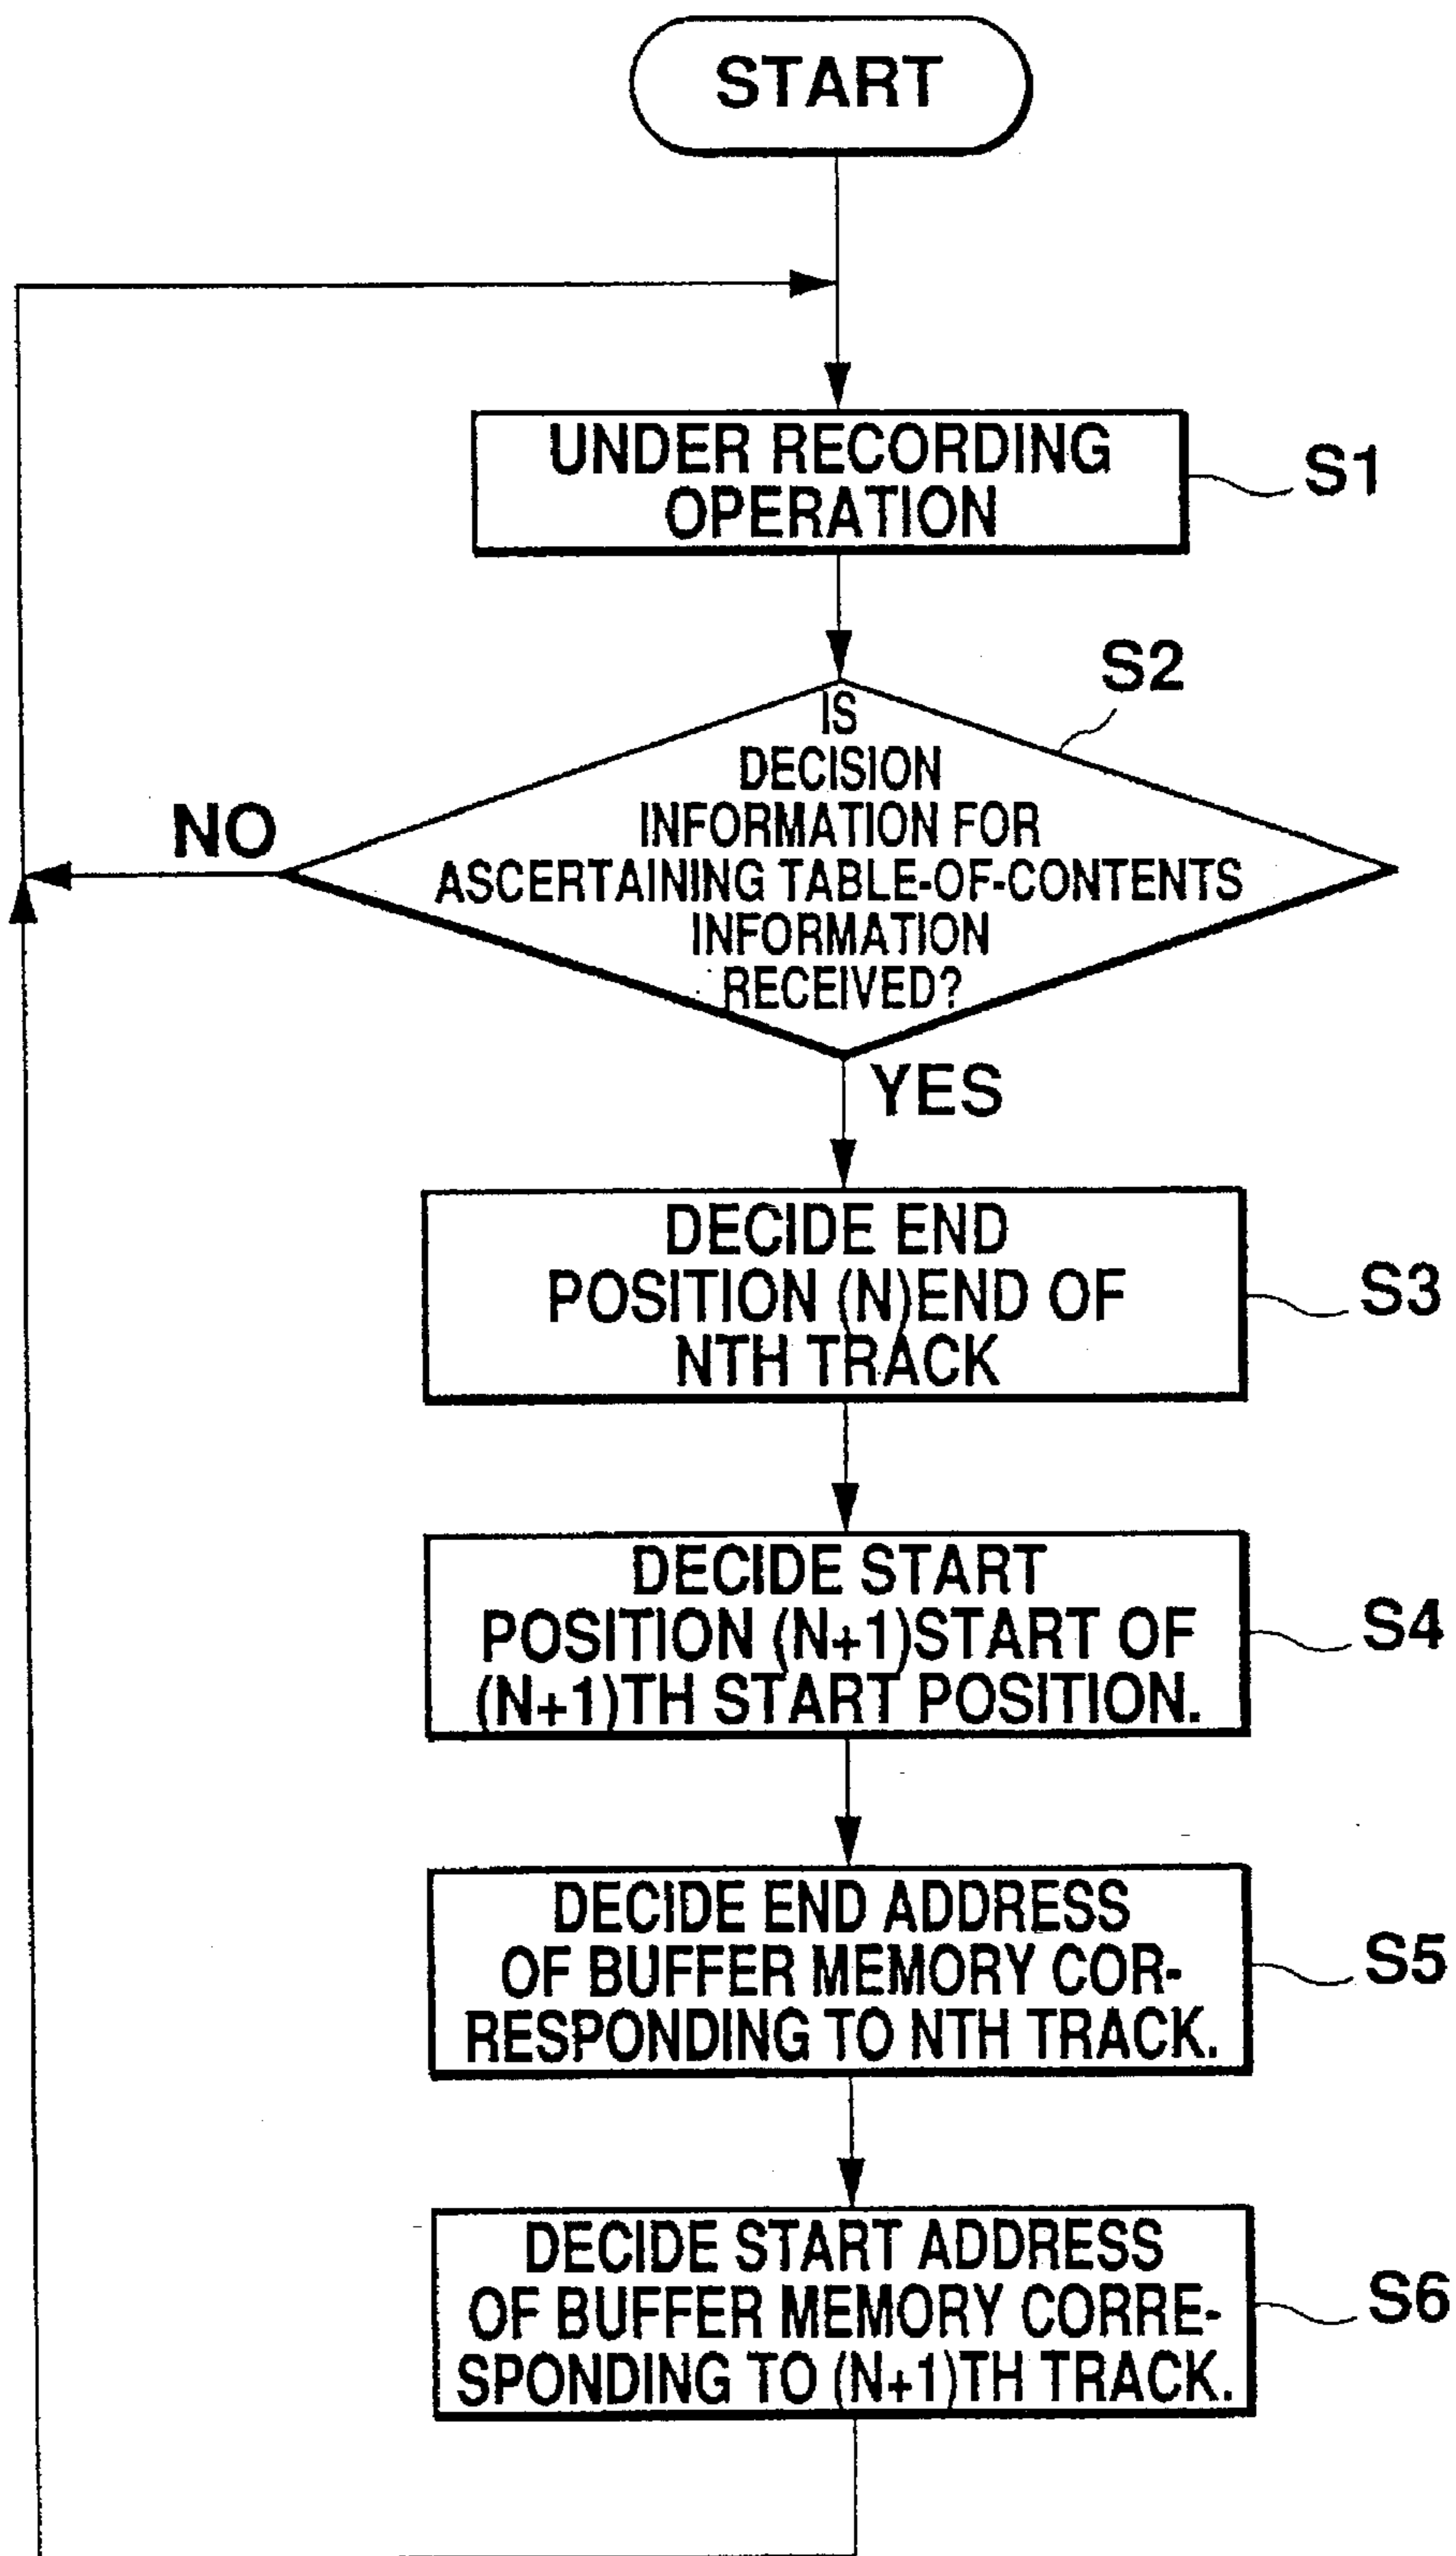 START
UNDER RECORDING
OPERATION
S1
S2
IS
DECISION
INFORMATION FOR
ASCERTAINING TABLE-OF-CONTENTS
INFORMATION
RECEIVED?
NO
YES
DECIDE END
POSITION (N)END OF
NTH TRACK
S3
DECIDE START
POSITION (N+1)START OF
(N+1)TH START POSITION.
S4
DECIDE END ADDRESS
OF BUFFER MEMORY COR-
RESPONDING TO NTH TRACK.
S5
DECIDE START ADDRESS
OF BUFFER MEMORY CORRE-
SPONDING TO (N+1)TH TRACK.
S6